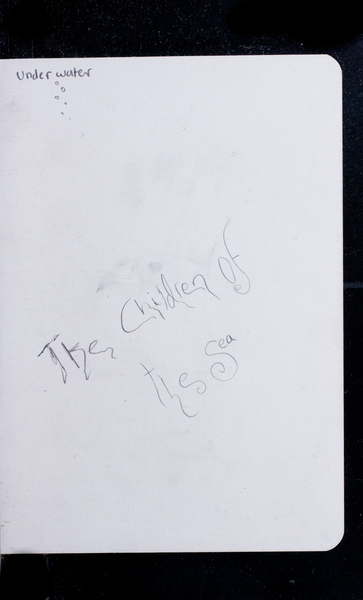 Under water
The Children of
the Sea